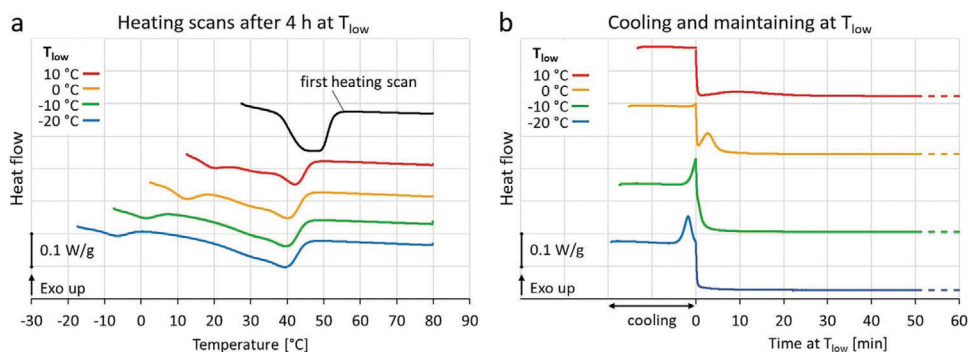 a
Heating scans after 4 h at Tlow
Tlow
10 °C
0 °C
-10 °C
-20 °C
first heating scan
Heat flow
0.1 W/g
Exo up
-30 -20 -10 0 10 20 30 40 50 60 70 80 90
Temperature [°C]
b
Cooling and maintaining at Tlow
Tlow
10 °C
0 °C
-10 °C
-20 °C
Heat flow
0.1 W/g
Exo up
cooling
0 10 20 30 40 50 60
Time at Tlow [min]